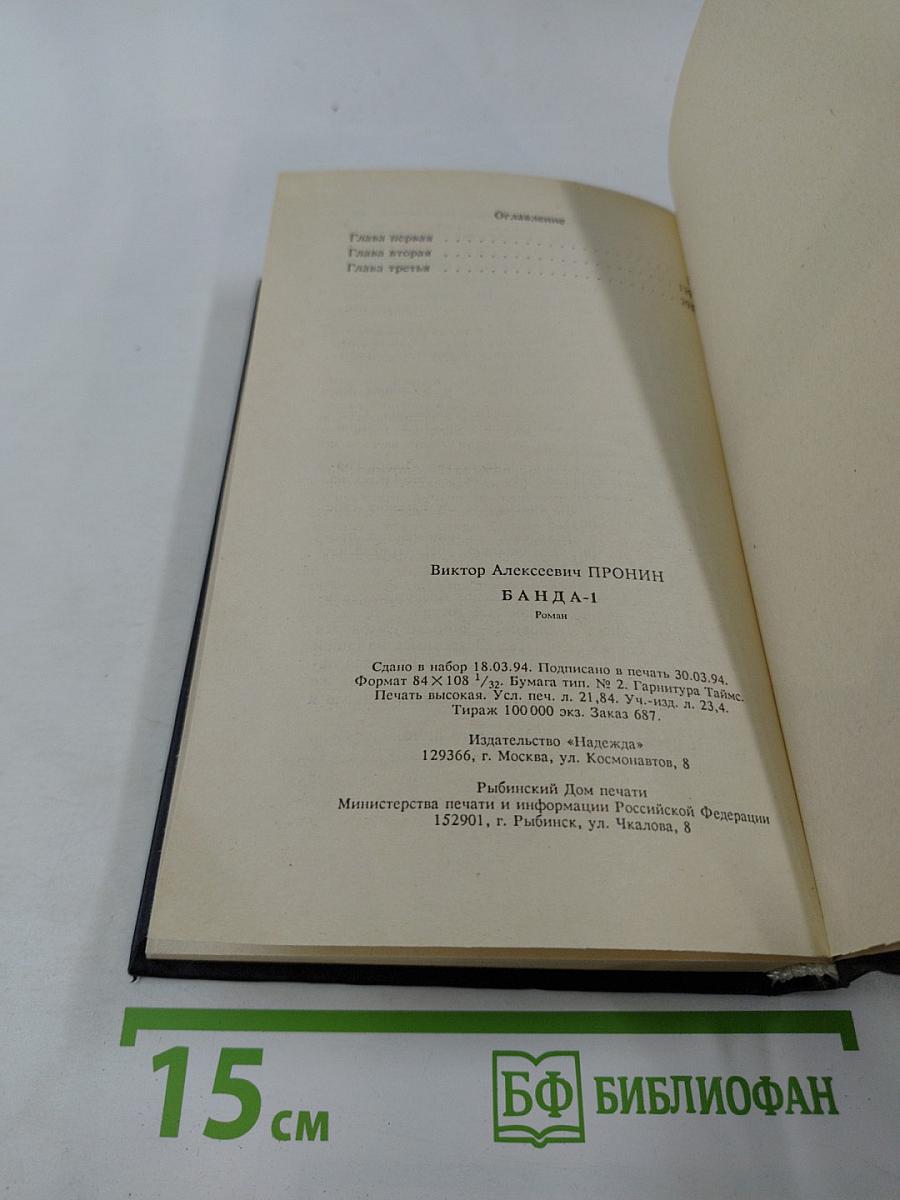 Оглавление
Глава первая . . . . . . . . . . . . . . .
Глава вторая . . . . . . . . . . . . . . .
Глава третья . . . . . . . . . . . . . . .
Виктор Алексеевич ПРОНИН
БАНДА-1
Роман
Сдано в набор 18.03.94. Подписано в печать 30.03.94.
Формат 84×108 1/32. Бумага тип. № 2. Гарнитура Таймс.
Печать высокая. Усл. печ. л. 21,84. Уч.-изд. л. 23,4.
Тираж 100 000 экз. Заказ 687.
Издательство «Надежда»
129366, г. Москва, ул. Космонавтов, 8
Рыбинский Дом печати
Министерства печати и информации Российской Федерации
152901, г. Рыбинск, ул. Чкалова, 8
15 см
БФ БИБЛИОФАН